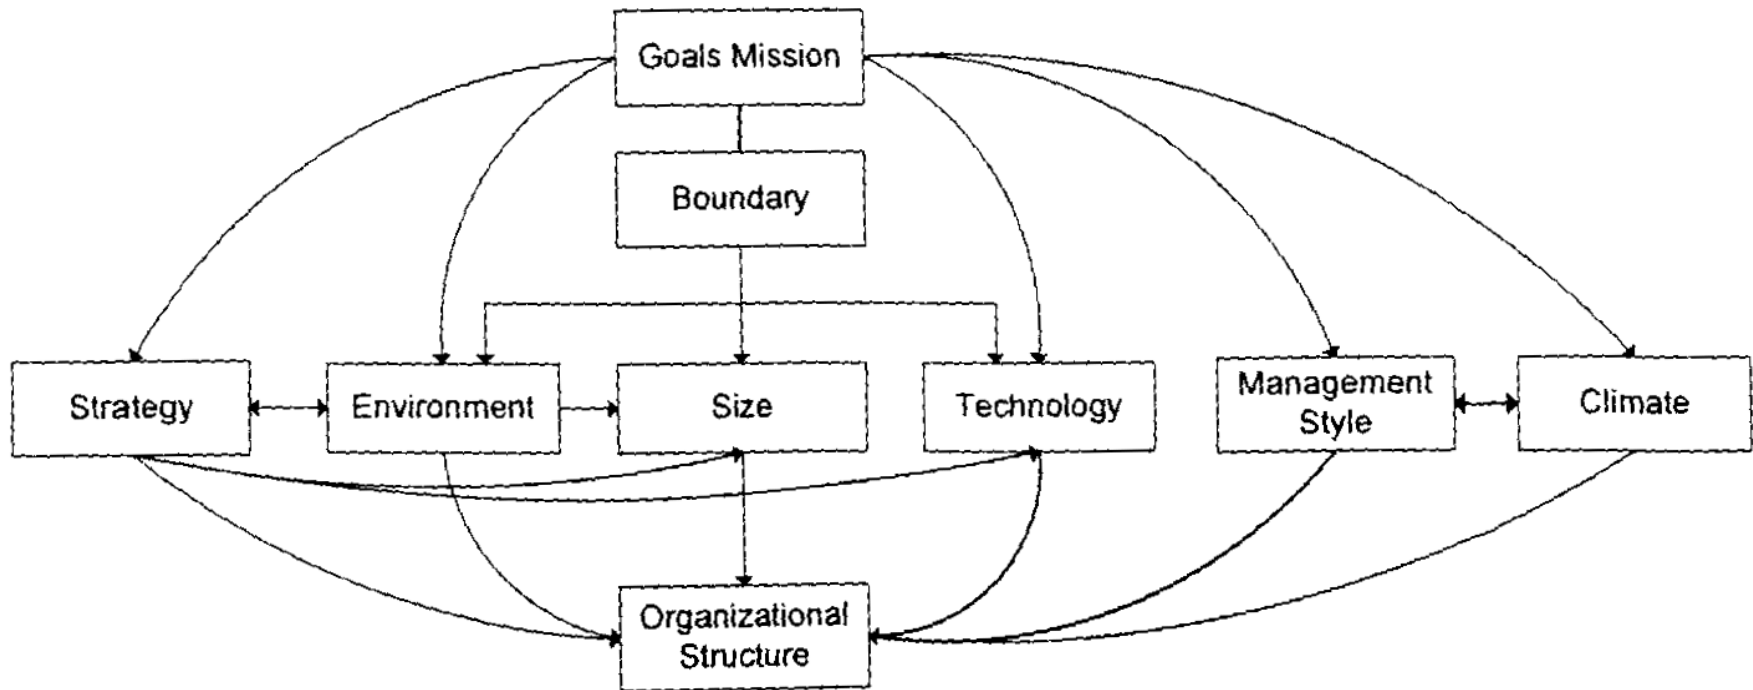 Goals Mission
Boundary
Strategy
Environment
Size
Technology
Management
Style
Climate
Organizational
Structure